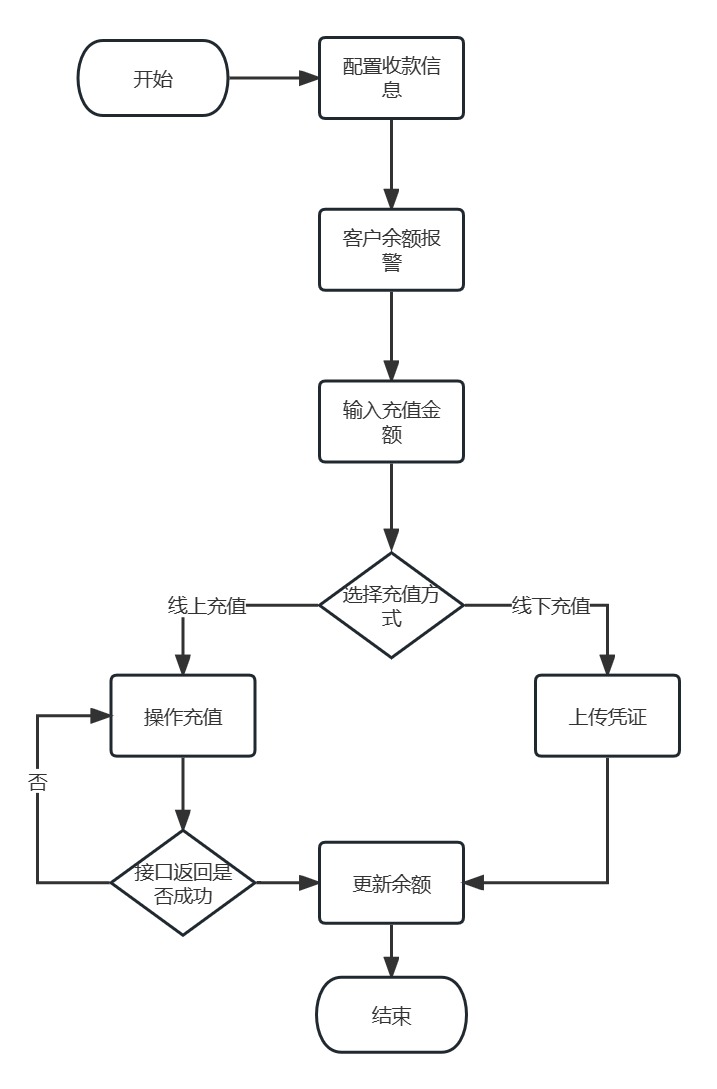 开始
配置收款信
息
客户余额报
警
输入充值金
额
选择充值方
式
线上充值
线下充值
操作充值
上传凭证
否
接口返回是
否成功
更新余额
结束